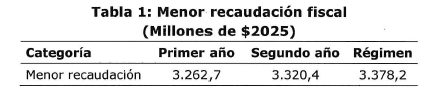 Tabla 1: Menor recaudación fiscal
(Millones de $2025)
Categoría Primer año Segundo año Régimen
Menor recaudación 3.262,7 3.320,4 3.378,2